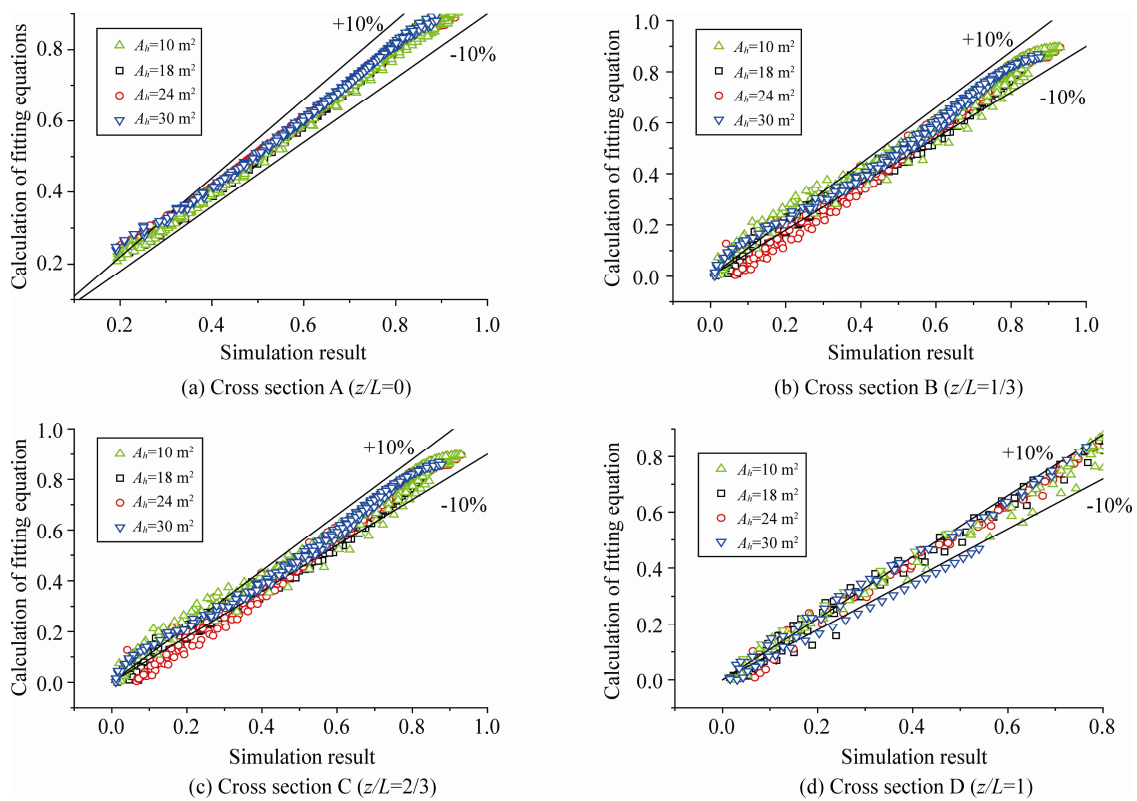 Calculation of fitting equations
0.8
0.6
0.4
0.2
+10%
-10%
Aₕ=10 m²
Aₕ=18 m²
Aₕ=24 m²
Aₕ=30 m²
0.2 0.4 0.6 0.8 1.0
Simulation result
(a) Cross section A (z/L=0)
Calculation of fitting equations
1.0
0.8
0.6
0.4
0.2
0.0
+10%
-10%
Aₕ=10 m²
Aₕ=18 m²
Aₕ=24 m²
Aₕ=30 m²
0.0 0.2 0.4 0.6 0.8 1.0
Simulation result
(b) Cross section B (z/L=1/3)
Calculation of fitting equation
1.0
0.8
0.6
0.4
0.2
0.0
+10%
-10%
Aₕ=10 m²
Aₕ=18 m²
Aₕ=24 m²
Aₕ=30 m²
0.0 0.2 0.4 0.6 0.8 1.0
Simulation result
(c) Cross section C (z/L=2/3)
Calculation of fitting equation
0.8
0.6
0.4
0.2
0.0
+10%
-10%
Aₕ=10 m²
Aₕ=18 m²
Aₕ=24 m²
Aₕ=30 m²
0.0 0.2 0.4 0.6 0.8
Simulation result
(d) Cross section D (z/L=1)